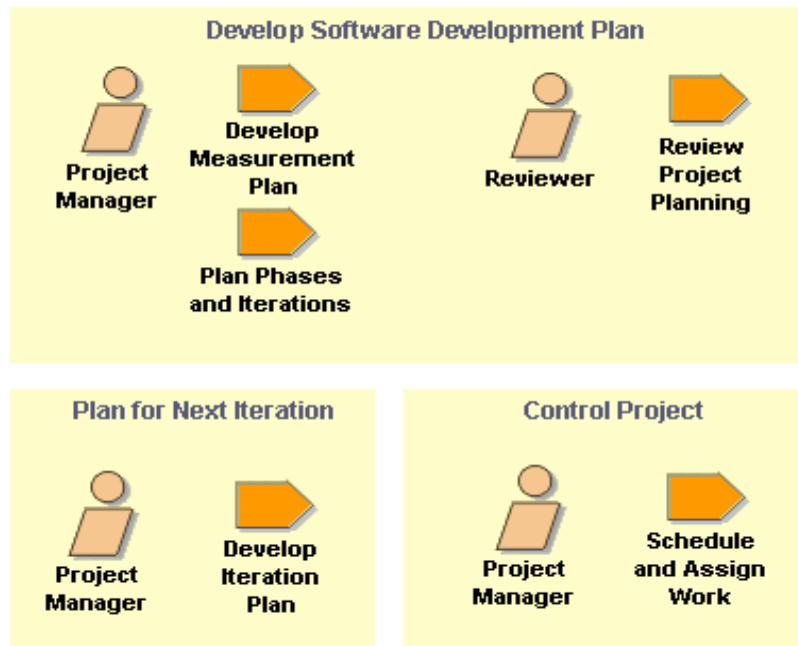 Develop Software Development Plan
Project
Manager
Develop
Measurement
Plan
Plan Phases
and Iterations
Reviewer
Review
Project
Planning
Plan for Next Iteration
Project
Manager
Develop
Iteration
Plan
Control Project
Project
Manager
Schedule
and Assign
Work